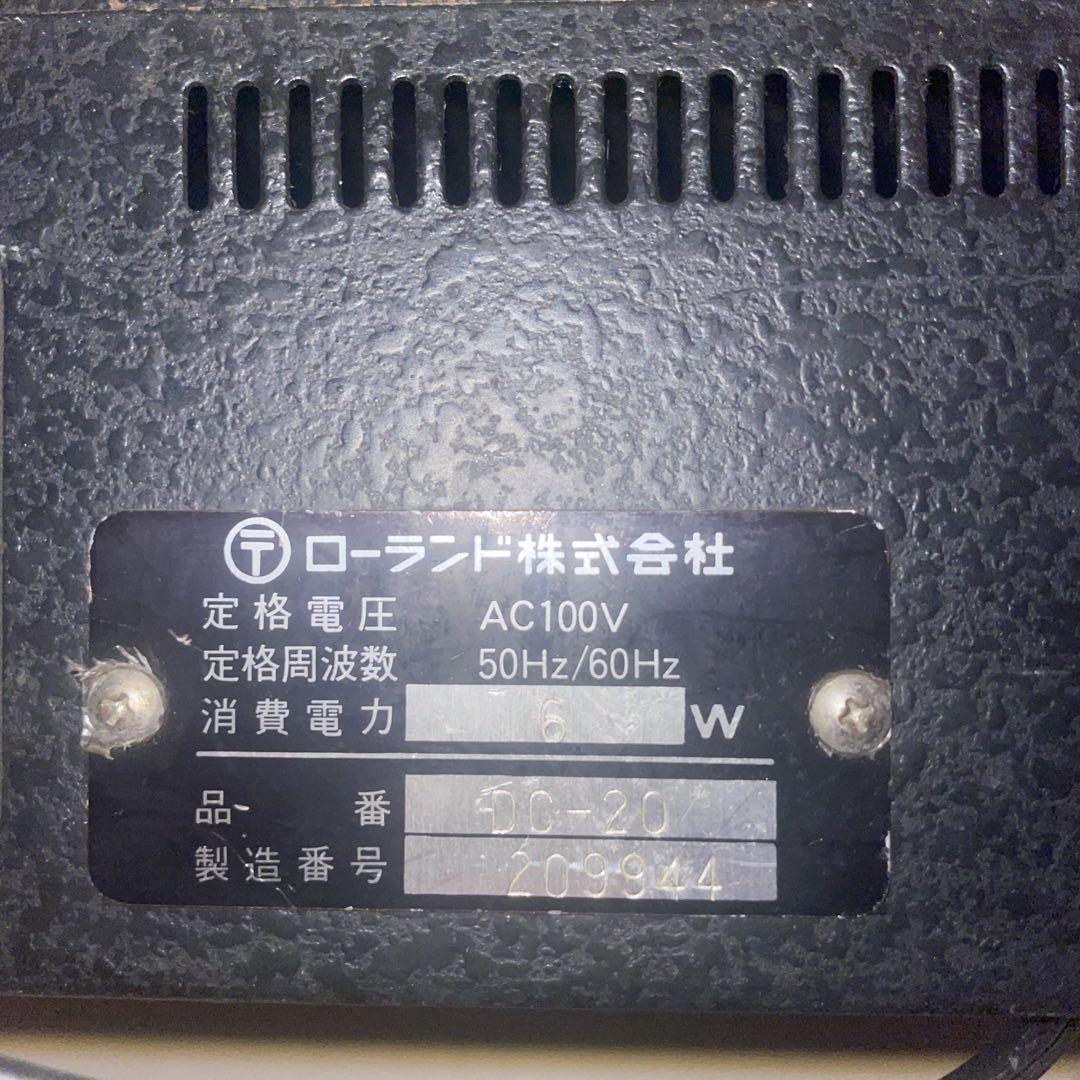 〒 ローランド株式会社
定格電圧 AC100V
定格周波数 50Hz/60Hz
消費電力 6 W
品番 DC-20
製造番号 209944